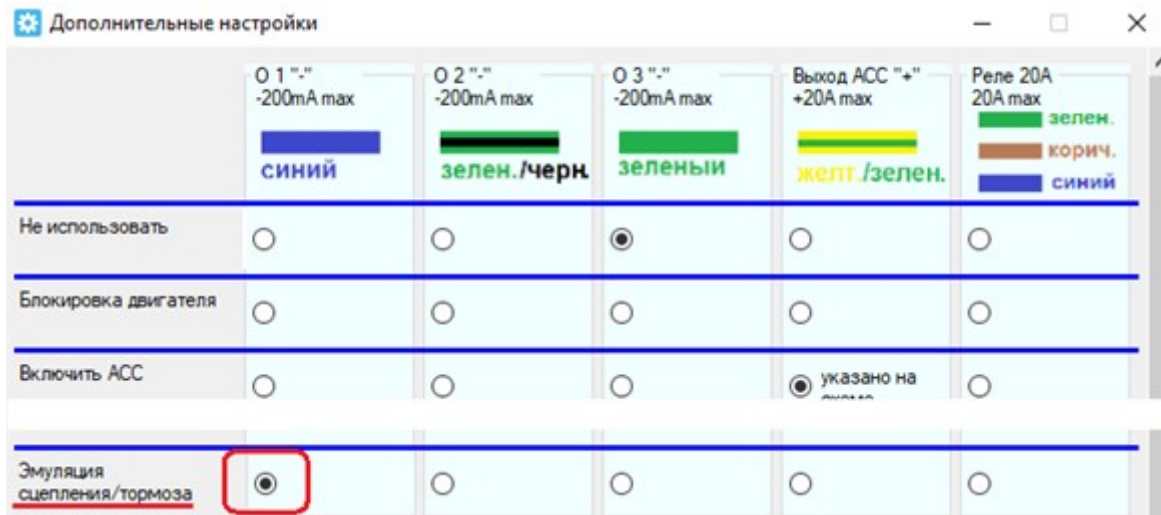 Дополнительные настройки
О 1 "-"
-200mA max
синий
О 2 "-"
-200mA max
зелен./черн.
О 3 "-"
-200mA max
зеленый
Выход АСС "+"
+20A max
желт./зелен.
Реле 20А
20A max
зелен.
корич.
синий
Не использовать
Блокировка двигателя
Включить АСС
указано на
Эмуляция
сцепления/тормоза